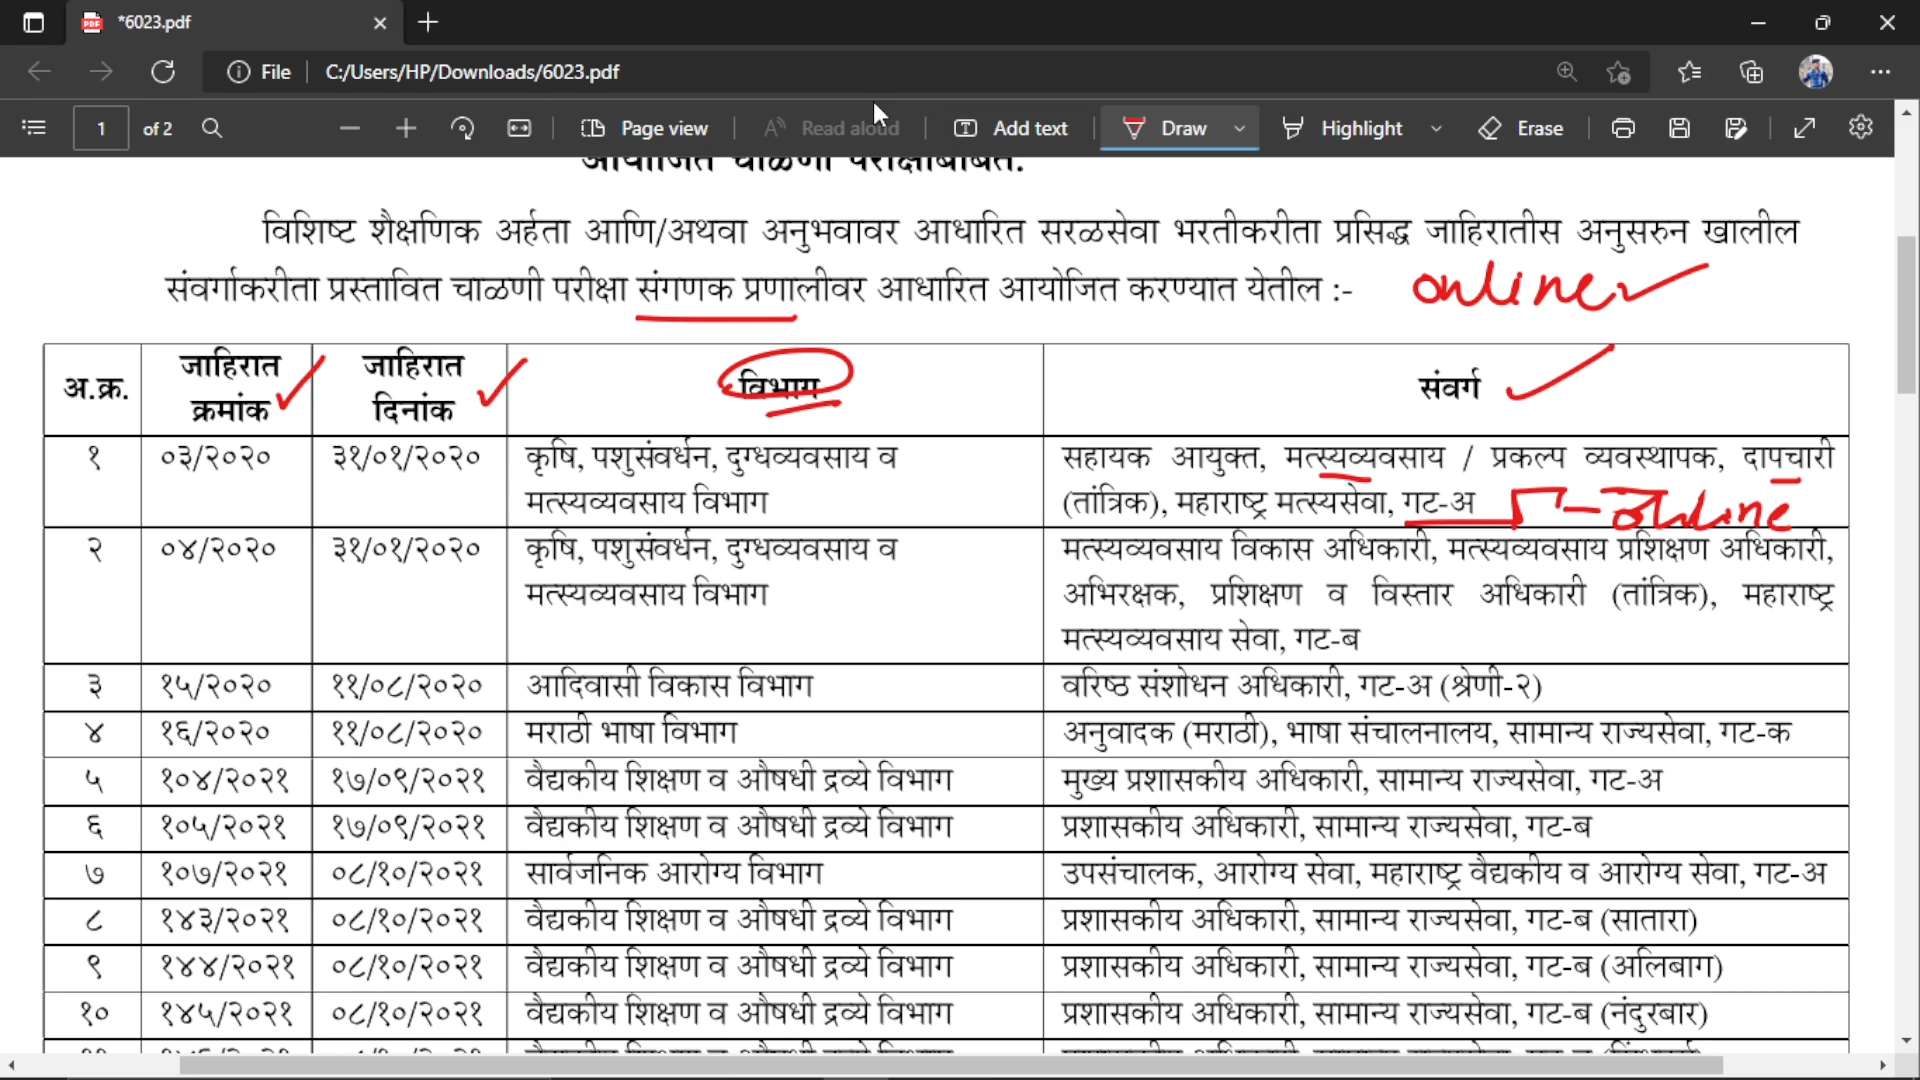 *6023.pdf
File C:/Users/HP/Downloads/6023.pdf
1 of 2 Page view Read aloud Add text Draw Highlight Erase
आयोजित चाळणी परीक्षांबाबत.
विशिष्ट शैक्षणिक अर्हता आणि/अथवा अनुभवावर आधारित सरळसेवा भरतीकरीता प्रसिद्ध जाहिरातीस अनुसरुन खालील
संवर्गाकरीता प्रस्तावित चाळणी परीक्षा संगणक प्रणालीवर आधारित आयोजित करण्यात येतील :- online
अ.क्र. जाहिरात क्रमांक जाहिरात दिनांक विभाग संवर्ग
१ ०३/२०२० ३१/०१/२०२० कृषि, पशुसंवर्धन, दुग्धव्यवसाय व सहायक आयुक्त, मत्स्यव्यवसाय / प्रकल्प व्यवस्थापक, दापचारी
मत्स्यव्यवसाय विभाग (तांत्रिक), महाराष्ट्र मत्स्यसेवा, गट-अ online
२ ०४/२०२० ३१/०१/२०२० कृषि, पशुसंवर्धन, दुग्धव्यवसाय व मत्स्यव्यवसाय विकास अधिकारी, मत्स्यव्यवसाय प्रशिक्षण अधिकारी,
मत्स्यव्यवसाय विभाग अभिरक्षक, प्रशिक्षण व विस्तार अधिकारी (तांत्रिक), महाराष्ट्र
मत्स्यव्यवसाय सेवा, गट-ब
३ १५/२०२० ११/०८/२०२० आदिवासी विकास विभाग वरिष्ठ संशोधन अधिकारी, गट-अ (श्रेणी-२)
४ १६/२०२० ११/०८/२०२० मराठी भाषा विभाग अनुवादक (मराठी), भाषा संचालनालय, सामान्य राज्यसेवा, गट-क
५ १०४/२०२१ १७/०९/२०२१ वैद्यकीय शिक्षण व औषधी द्रव्ये विभाग मुख्य प्रशासकीय अधिकारी, सामान्य राज्यसेवा, गट-अ
६ १०५/२०२१ १७/०९/२०२१ वैद्यकीय शिक्षण व औषधी द्रव्ये विभाग प्रशासकीय अधिकारी, सामान्य राज्यसेवा, गट-ब
७ १०७/२०२१ ०८/१०/२०२१ सार्वजनिक आरोग्य विभाग उपसंचालक, आरोग्य सेवा, महाराष्ट्र वैद्यकीय व आरोग्य सेवा, गट-अ
८ १४३/२०२१ ०८/१०/२०२१ वैद्यकीय शिक्षण व औषधी द्रव्ये विभाग प्रशासकीय अधिकारी, सामान्य राज्यसेवा, गट-ब (सातारा)
९ १४४/२०२१ ०८/१०/२०२१ वैद्यकीय शिक्षण व औषधी द्रव्ये विभाग प्रशासकीय अधिकारी, सामान्य राज्यसेवा, गट-ब (अलिबाग)
१० १४५/२०२१ ०८/१०/२०२१ वैद्यकीय शिक्षण व औषधी द्रव्ये विभाग प्रशासकीय अधिकारी, सामान्य राज्यसेवा, गट-ब (नंदुरबार)